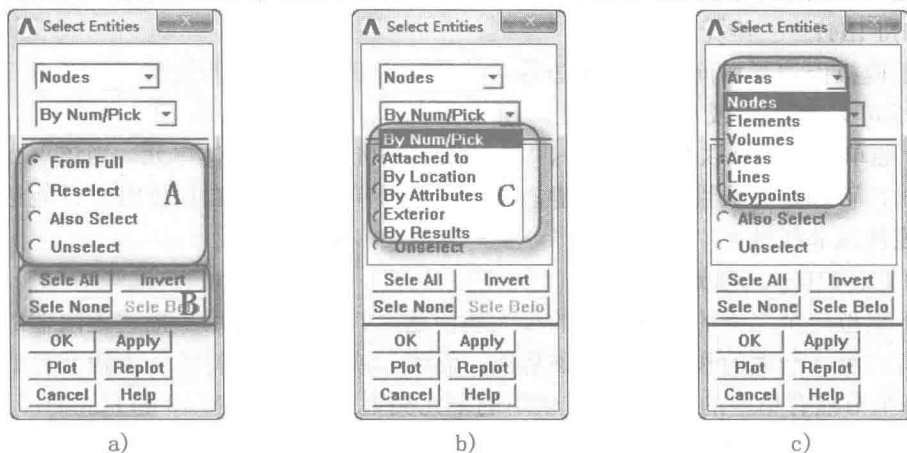 Select Entities
Nodes
By Num/Pick
From Full
Reselect
A
Also Select
Unselect
Sele All Invert
Sele None Sele Belo
B
OK Apply
Plot Replot
Cancel Help
a)
Select Entities
Nodes
By Num/Pick
By Num/Pick
Attached to
By Location
By Attributes
C
Exterior
By Results
Unselect
Sele All Invert
Sele None Sele Belo
OK Apply
Plot Replot
Cancel Help
b)
Select Entities
Areas
Nodes
Elements
Volumes
Areas
Lines
Keypoints
Also Select
Unselect
Sele All Invert
Sele None Sele Belo
OK Apply
Plot Replot
Cancel Help
c)